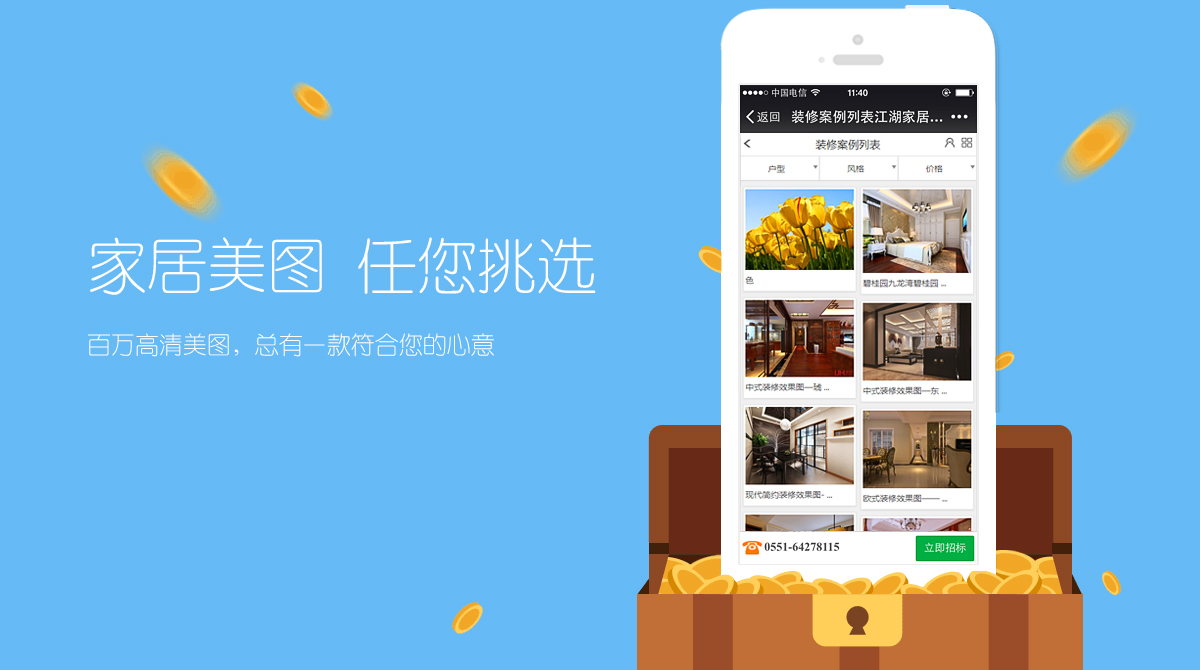 家居美图 任您挑选
百万高清美图，总有一款符合您的心意
中国电信 11:40
返回 装修案例列表江湖家居...
装修案例列表
户型 风格 价格
色
碧桂园九龙湾碧桂园 ...
中式装修效果图—琥 ...
中式装修效果图—东 ...
现代简约装修效果图- ...
欧式装修效果图—— ...
0551-64278115
立即招标